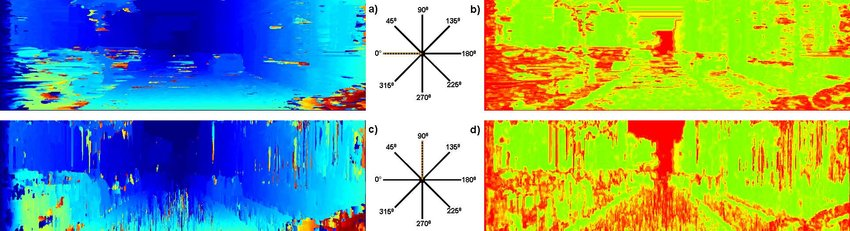 a) 90º b)
45º 135º
0º 180º
315º 225º
270º
c) 90º d)
45º 135º
0º 180º
315º 225º
270º